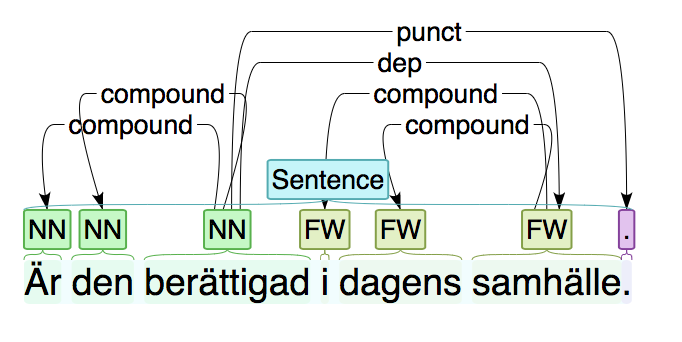 punct
dep
compound compound
compound compound
Sentence
NN NN NN FW FW FW .
Är den berättigad i dagens samhälle.